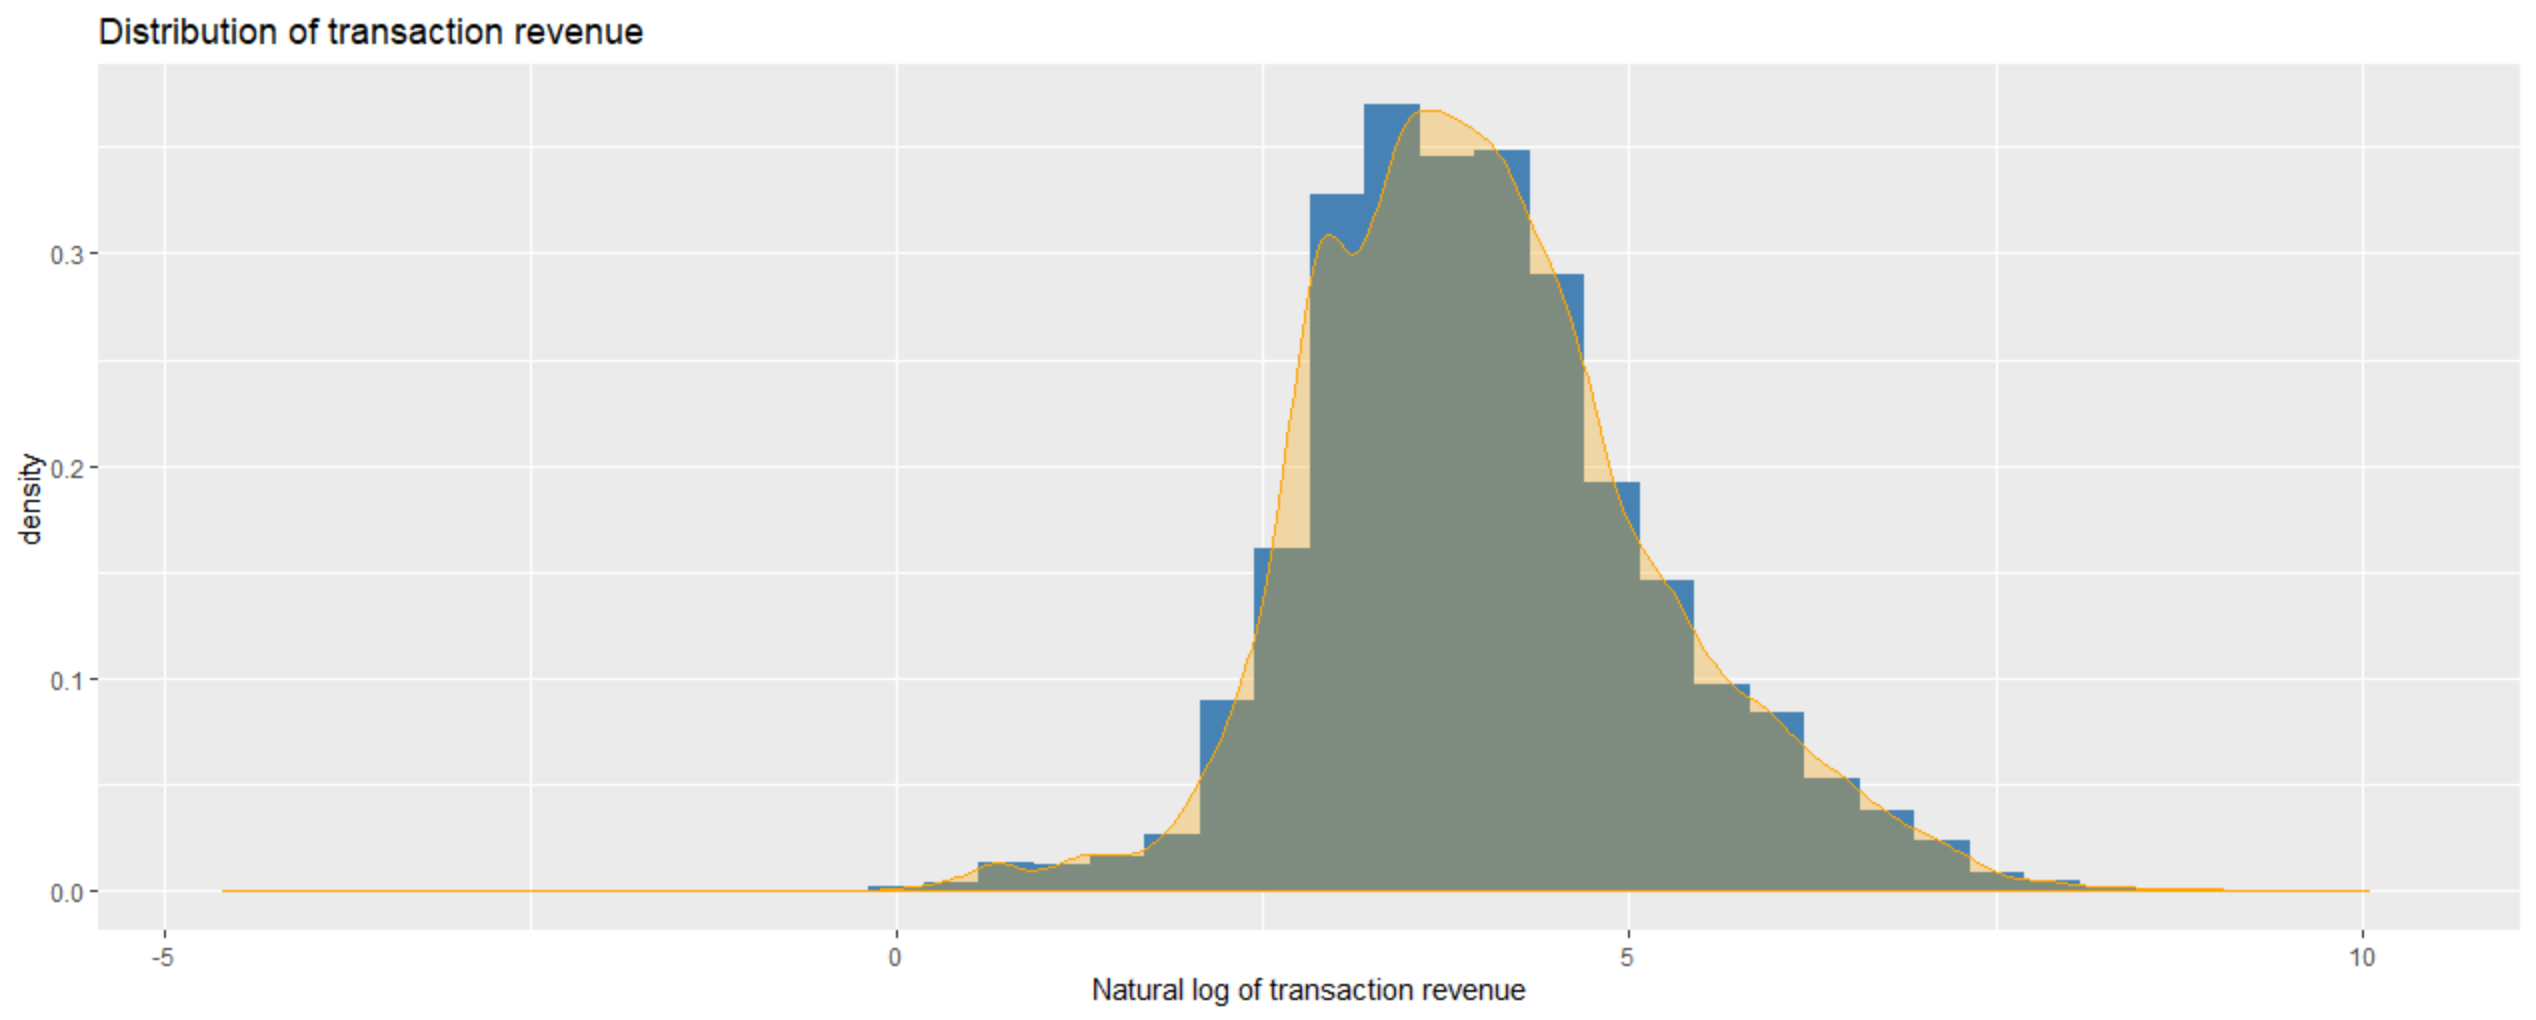 Distribution of transaction revenue
0.3
0.2
0.1
0.0
density
-5
0
5
10
Natural log of transaction revenue